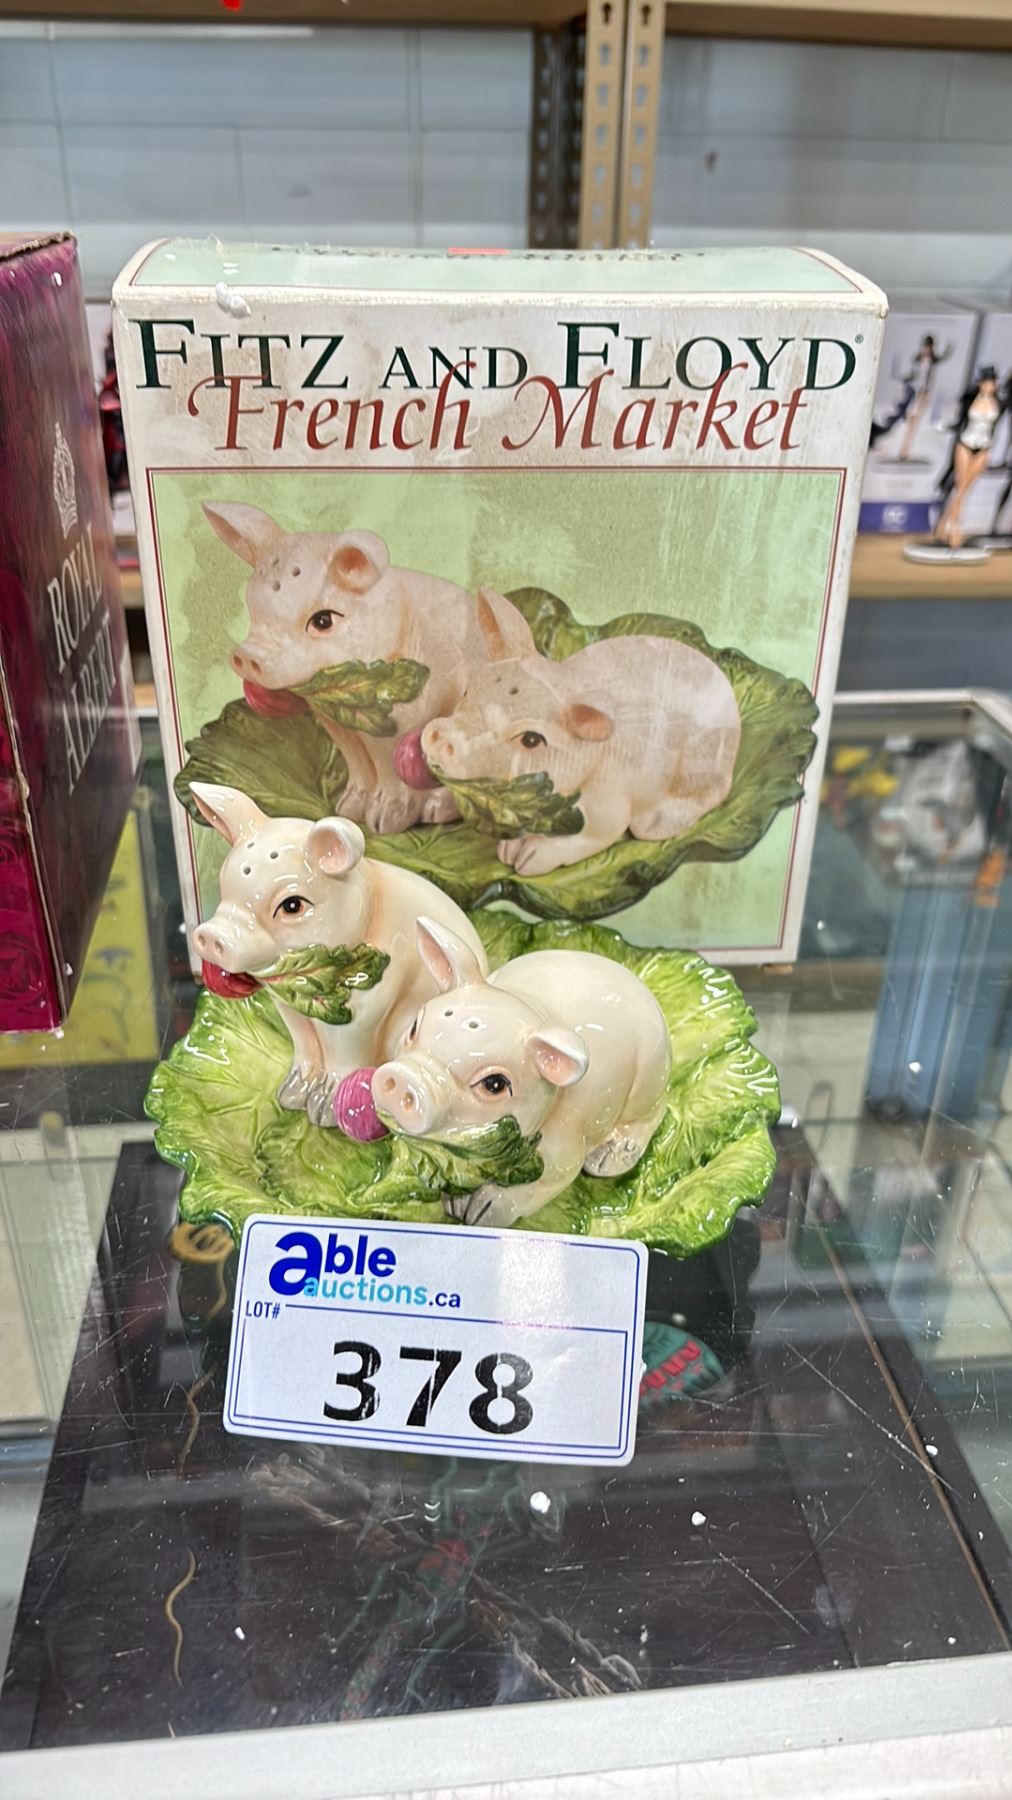 FITZ AND FLOYD®
French Market
ROYAL
ALBERT
able
auctions.ca
LOT#
378